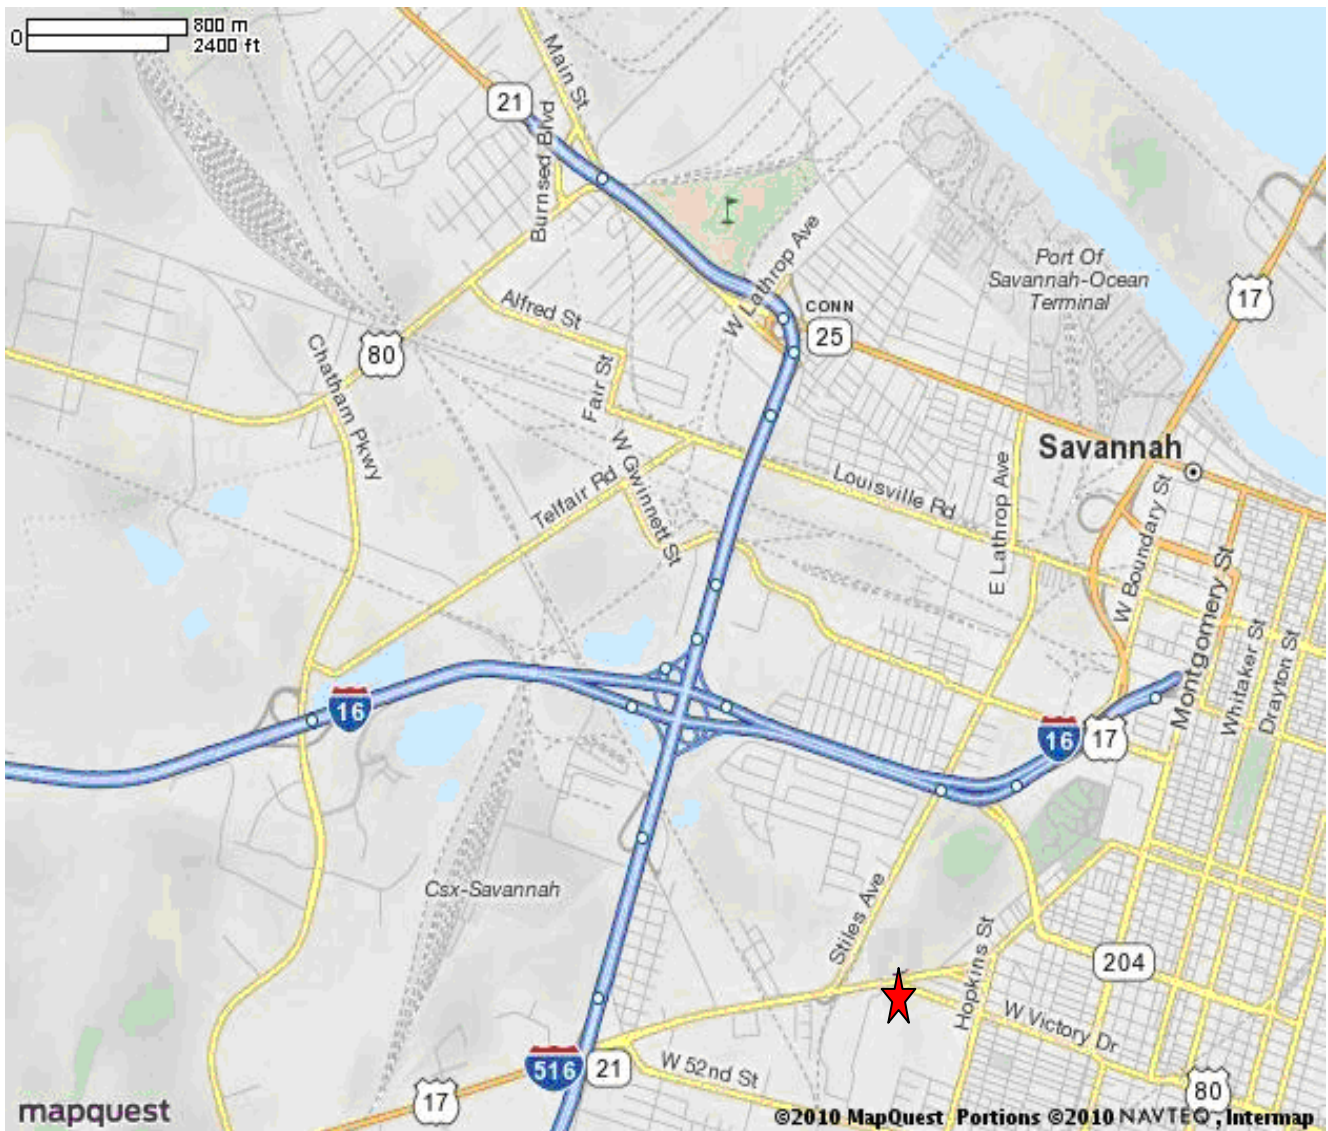 0
800 m
2400 ft
Main St
21
Burnsed Blvd
W Lathrop Ave
Port Of
Savannah-Ocean
Terminal
17
Alfred St
CONN
25
80
Chatham Pkwy
Fair St
W Gwinnett St
Savannah
Telfair Rd
Louisville Rd
E Lathrop Ave
W Boundary St
Montgomery St
Whitaker St
Drayton St
16
16
17
Csx-Savannah
Stiles Ave
Hopkins St
204
W Victory Dr
516
21
W 52nd St
17
80
mapquest
©2010 MapQuest Portions ©2010 NAVTEQ, Intermap